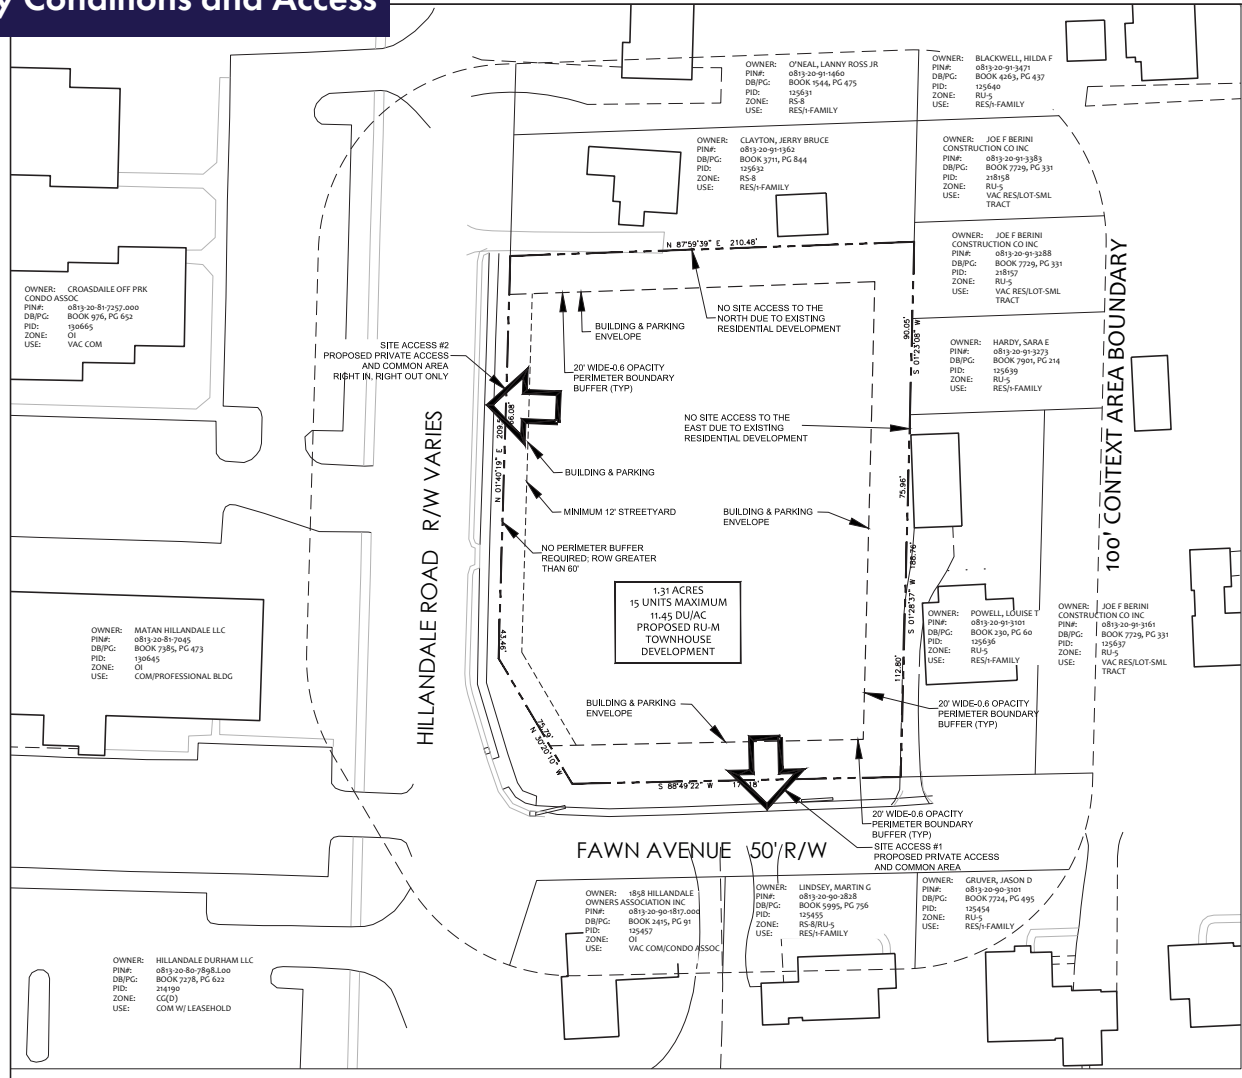 y Conditions and Access
OWNER: O'NEAL, LANNY ROSS JR
PIN#: 0813-20-91-1460
DB/PG: BOOK 1544, PG 475
PID: 125631
ZONE: RS-8
USE: RES/1-FAMILY
OWNER: BLACKWELL, HILDA F
PIN#: 0813-20-91-3471
DB/PG: BOOK 4263, PG 437
PID: 125640
ZONE: RU-5
USE: RES/1-FAMILY
OWNER: CLAYTON, JERRY BRUCE
PIN#: 0813-20-91-1362
DB/PG: BOOK 3711, PG 844
PID: 125632
ZONE: RS-8
USE: RES/1-FAMILY
OWNER: JOE F BERINI
CONSTRUCTION CO INC
PIN#: 0813-20-91-3383
DB/PG: BOOK 7729, PG 331
PID: 218158
ZONE: RU-5
USE: VAC RES/LOT-SML
TRACT
OWNER: JOE F BERINI
CONSTRUCTION CO INC
PIN#: 0813-20-91-3288
DB/PG: BOOK 7729, PG 331
PID: 218157
ZONE: RU-5
USE: VAC RES/LOT-SML
TRACT
N 87°59'39" E 210.48'
OWNER: CROASDAILE OFF PRK
CONDO ASSOC
PIN#: 0813-20-81-7257.000
DB/PG: BOOK 976, PG 652
PID: 130665
ZONE: OI
USE: VAC COM
NO SITE ACCESS TO THE
NORTH DUE TO EXISTING
RESIDENTIAL DEVELOPMENT
BUILDING & PARKING
ENVELOPE
SITE ACCESS #2
PROPOSED PRIVATE ACCESS
AND COMMON AREA
RIGHT IN, RIGHT OUT ONLY
20' WIDE-0.6 OPACITY
PERIMETER BOUNDARY
BUFFER (TYP)
90.05'
S 01°23'08" W
OWNER: HARDY, SARA E
PIN#: 0813-20-91-3273
DB/PG: BOOK 7901, PG 214
PID: 125639
ZONE: RU-5
USE: RES/1-FAMILY
100' CONTEXT AREA BOUNDARY
NO SITE ACCESS TO THE
EAST DUE TO EXISTING
RESIDENTIAL DEVELOPMENT
66.08'
N 01°40'19" E 209.5
BUILDING & PARKING
MINIMUM 12' STREETYARD
BUILDING & PARKING
ENVELOPE
75.96'
HILLANDALE ROAD R/W VARIES
NO PERIMETER BUFFER
REQUIRED; ROW GREATER
THAN 60'
S 01°28'37" W 188.76'
1.31 ACRES
15 UNITS MAXIMUM
11.45 DU/AC
PROPOSED RU-M
TOWNHOUSE
DEVELOPMENT
OWNER: MATAN HILLANDALE LLC
PIN#: 0813-20-81-7045
DB/PG: BOOK 7385, PG 473
PID: 130645
ZONE: OI
USE: COM/PROFESSIONAL BLDG
43.46'
112.80'
OWNER: POWELL, LOUISE T
PIN#: 0813-20-91-3101
DB/PG: BOOK 230, PG 60
PID: 125636
ZONE: RU-5
USE: RES/1-FAMILY
OWNER: JOE F BERINI
CONSTRUCTION CO INC
PIN#: 0813-20-91-3161
DB/PG: BOOK 7729, PG 331
PID: 125637
ZONE: RU-5
USE: VAC RES/LOT-SML
TRACT
BUILDING & PARKING
ENVELOPE
20' WIDE-0.6 OPACITY
PERIMETER BOUNDARY
BUFFER (TYP)
75.79'
N 30°20'10" W
S 88°49'22" W
20' WIDE-0.6 OPACITY
PERIMETER BOUNDARY
BUFFER (TYP)
SITE ACCESS #1
PROPOSED PRIVATE ACCESS
AND COMMON AREA
FAWN AVENUE 50' R/W
OWNER: 1858 HILLANDALE
OWNERS ASSOCIATION INC
PIN#: 0813-20-90-1817.000
DB/PG: BOOK 2415, PG 91
PID: 125457
ZONE: OI
USE: VAC COM/CONDO ASSOC
OWNER: LINDSEY, MARTIN G
PIN#: 0813-20-90-2828
DB/PG: BOOK 5995, PG 756
PID: 125455
ZONE: RS-8/RU-5
USE: RES/1-FAMILY
OWNER: GRUVER, JASON D
PIN#: 0813-20-90-3101
DB/PG: BOOK 7724, PG 495
PID: 125454
ZONE: RU-5
USE: RES/1-FAMILY
OWNER: HILLANDALE DURHAM LLC
PIN#: 0813-20-80-7898.L00
DB/PG: BOOK 7278, PG 622
PID: 214190
ZONE: CG(D)
USE: COM W/ LEASEHOLD